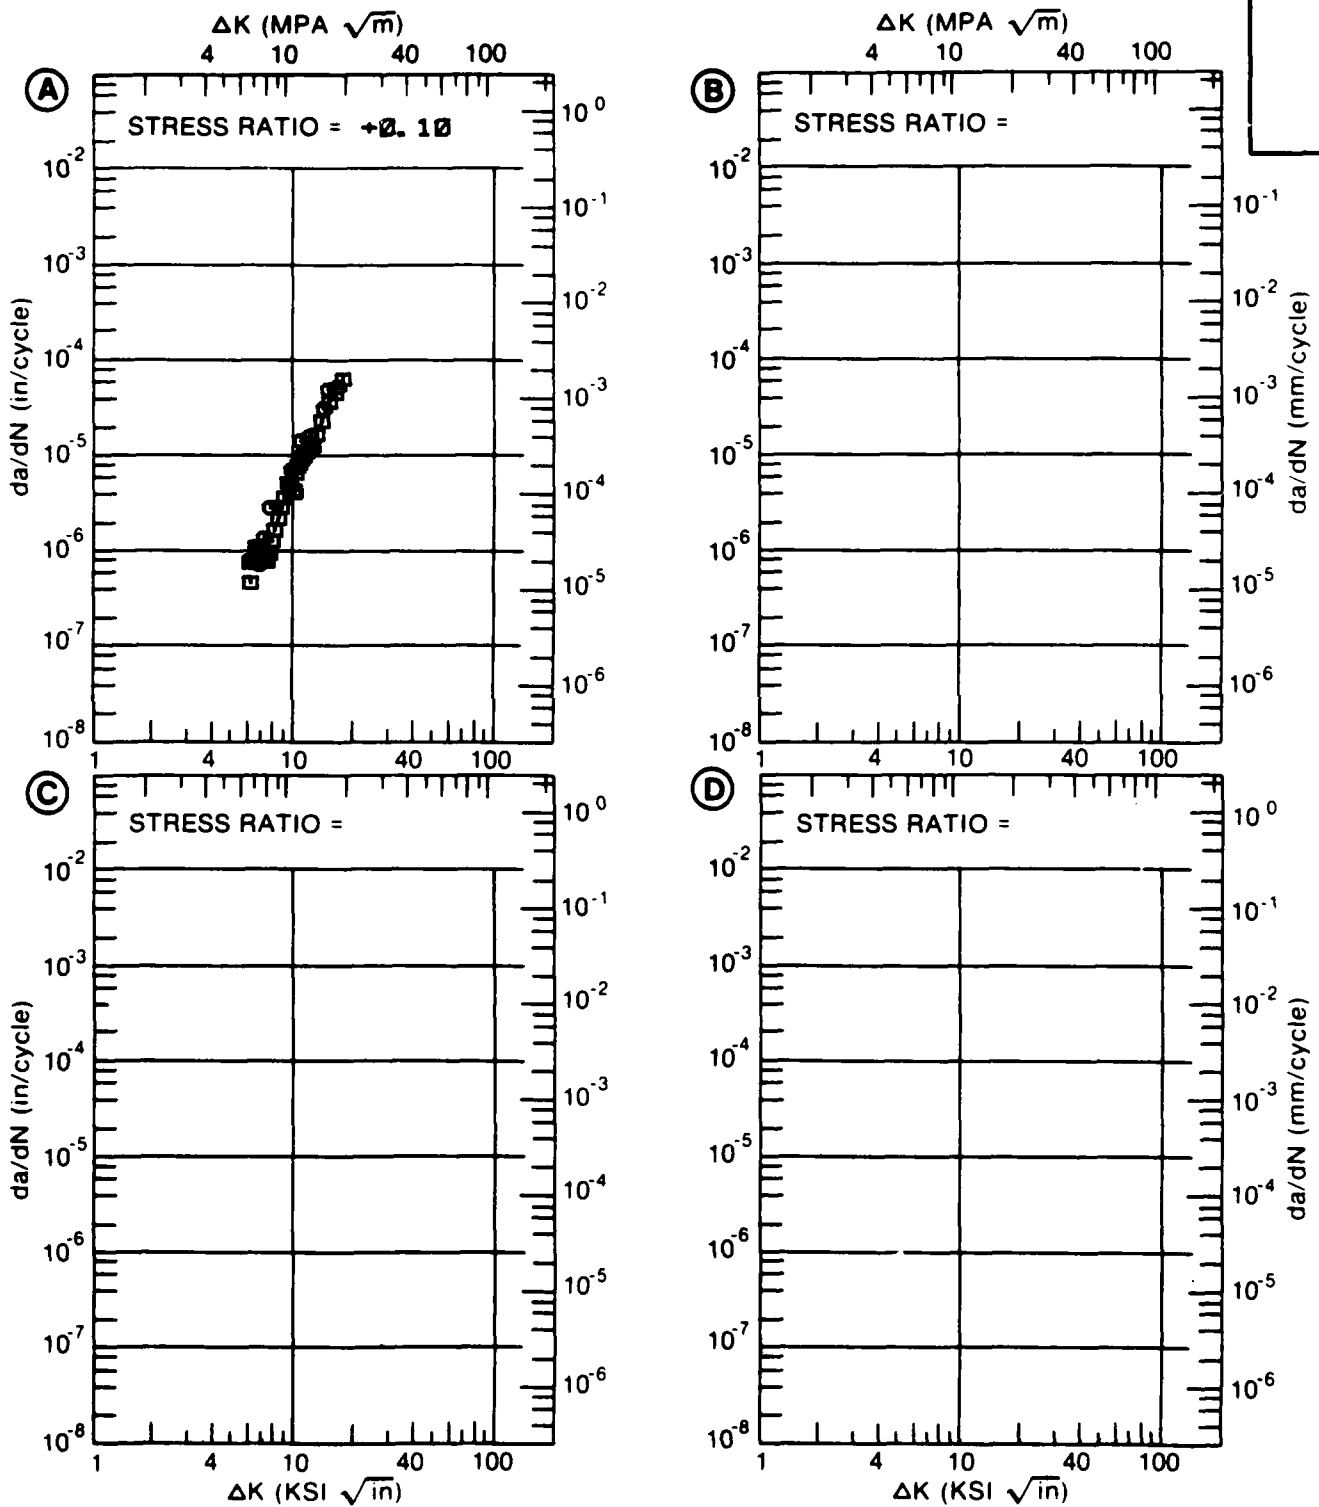 ΔK (MPA √m)
4 10 40 100
ΔK (MPA √m)
4 10 40 100
A
STRESS RATIO = +0.10
10^-2
10^-3
10^-4
10^-5
10^-6
10^-7
10^-8
da/dN (in/cycle)
10^0
10^-1
10^-2
10^-3
10^-4
10^-5
10^-6
1 4 10 40 100
B
STRESS RATIO =
10^-2
10^-3
10^-4
10^-5
10^-6
10^-7
10^-8
10^-1
10^-2
10^-3
10^-4
10^-5
10^-6
da/dN (mm/cycle)
1 4 10 40 100
C
STRESS RATIO =
10^-2
10^-3
10^-4
10^-5
10^-6
10^-7
10^-8
da/dN (in/cycle)
10^0
10^-1
10^-2
10^-3
10^-4
10^-5
10^-6
1 4 10 40 100
ΔK (KSI √in)
D
STRESS RATIO =
10^-2
10^-3
10^-4
10^-5
10^-6
10^-7
10^-8
10^0
10^-1
10^-2
10^-3
10^-4
10^-5
10^-6
da/dN (mm/cycle)
1 4 10 40 100
ΔK (KSI √in)